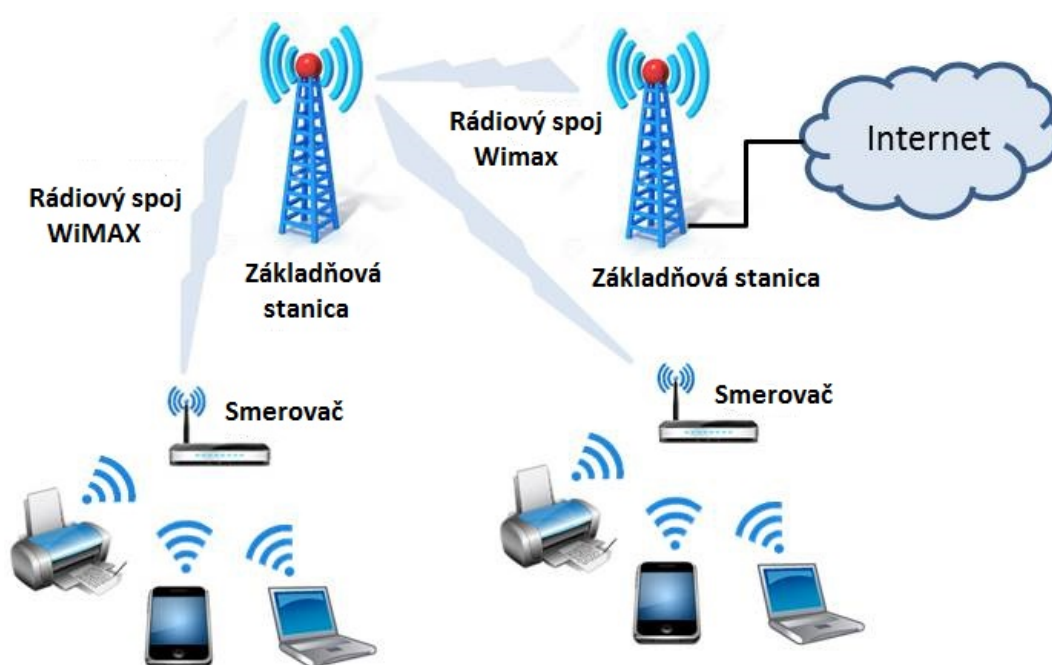 Rádiový spoj
Wimax
Internet
Rádiový spoj
WiMAX
Základňová
stanica
Základňová stanica
Smerovač
Smerovač